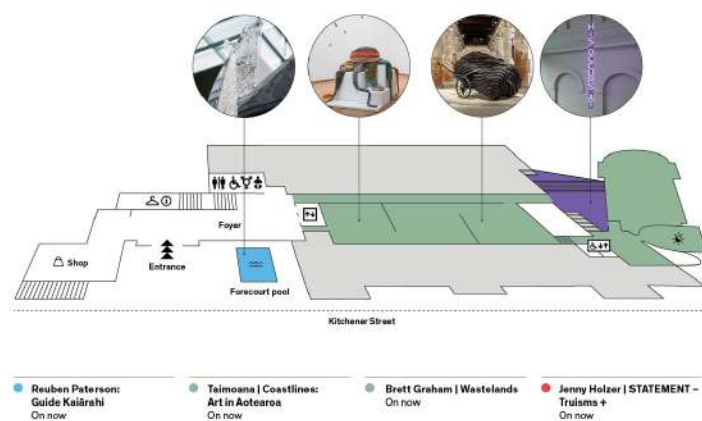 Foyer
Shop
Entrance
Forecourt pool
Kitchener Street
Reuben Paterson:
Guide Kaiārahi
On now
Taimoana | Coastlines:
Art in Aotearoa
On now
Brett Graham | Wastelands
On now
Jenny Holzer | STATEMENT –
Truisms +
On now